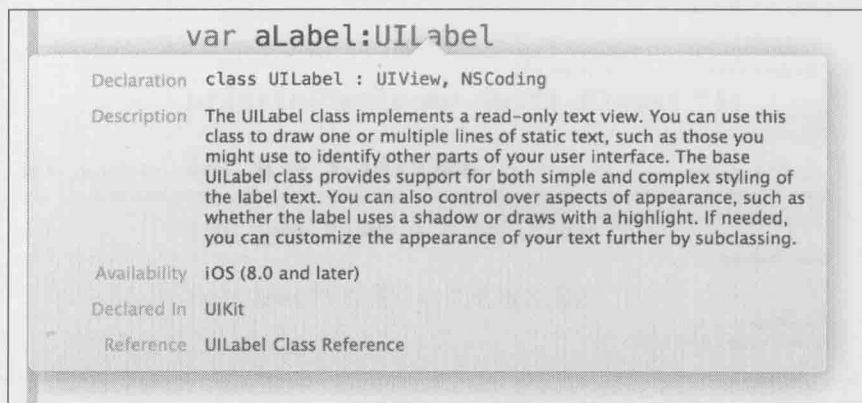 var aLabel:UILabel
Declaration class UILabel : UIView, NSCoding
Description The UILabel class implements a read-only text view. You can use this
class to draw one or multiple lines of static text, such as those you
might use to identify other parts of your user interface. The base
UILabel class provides support for both simple and complex styling of
the label text. You can also control over aspects of appearance, such as
whether the label uses a shadow or draws with a highlight. If needed,
you can customize the appearance of your text further by subclassing.
Availability iOS (8.0 and later)
Declared In UIKit
Reference UILabel Class Reference